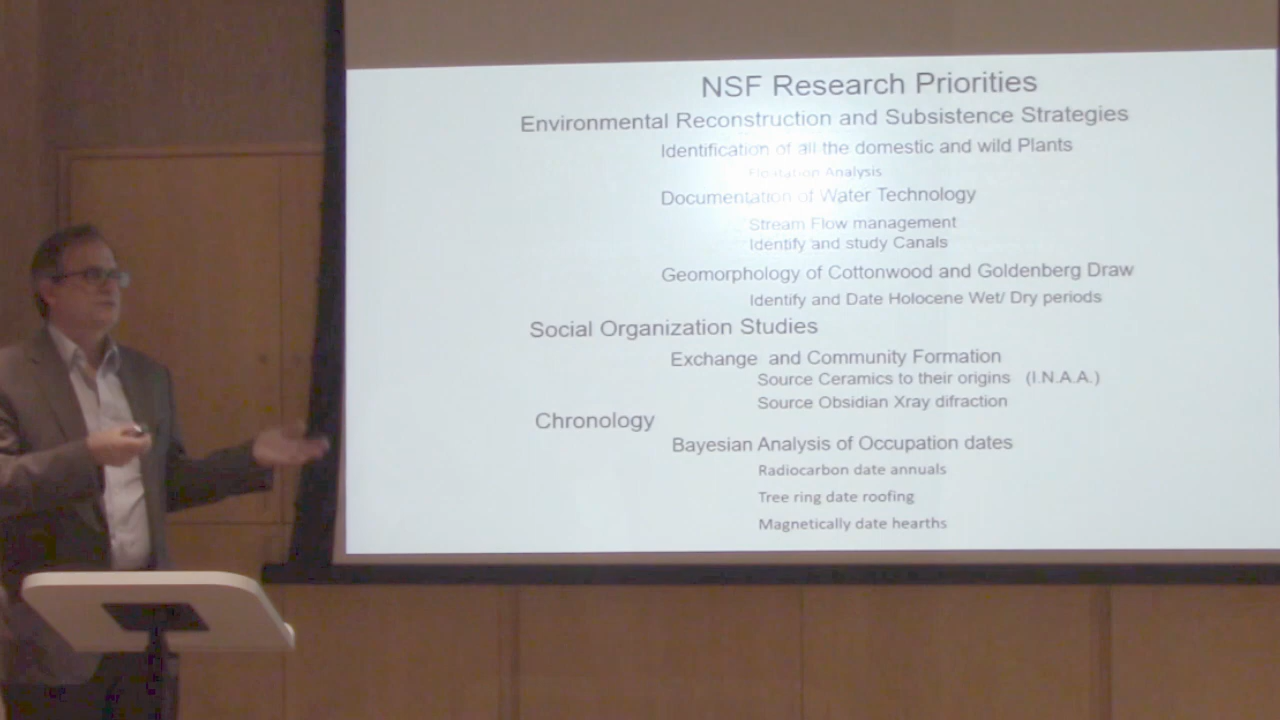 NSF Research Priorities
Environmental Reconstruction and Subsistence Strategies
Identification of all the domestic and wild Plants
Floatation Analysis
Documentation of Water Technology
Stream Flow management
Identify and study Canals
Geomorphology of Cottonwood and Goldenberg Draw
Identify and Date Holocene Wet/ Dry periods
Social Organization Studies
Exchange and Community Formation
Source Ceramics to their origins (I.N.A.A.)
Source Obsidian Xray difraction
Chronology
Bayesian Analysis of Occupation dates
Radiocarbon date annuals
Tree ring date roofing
Magnetically date hearths